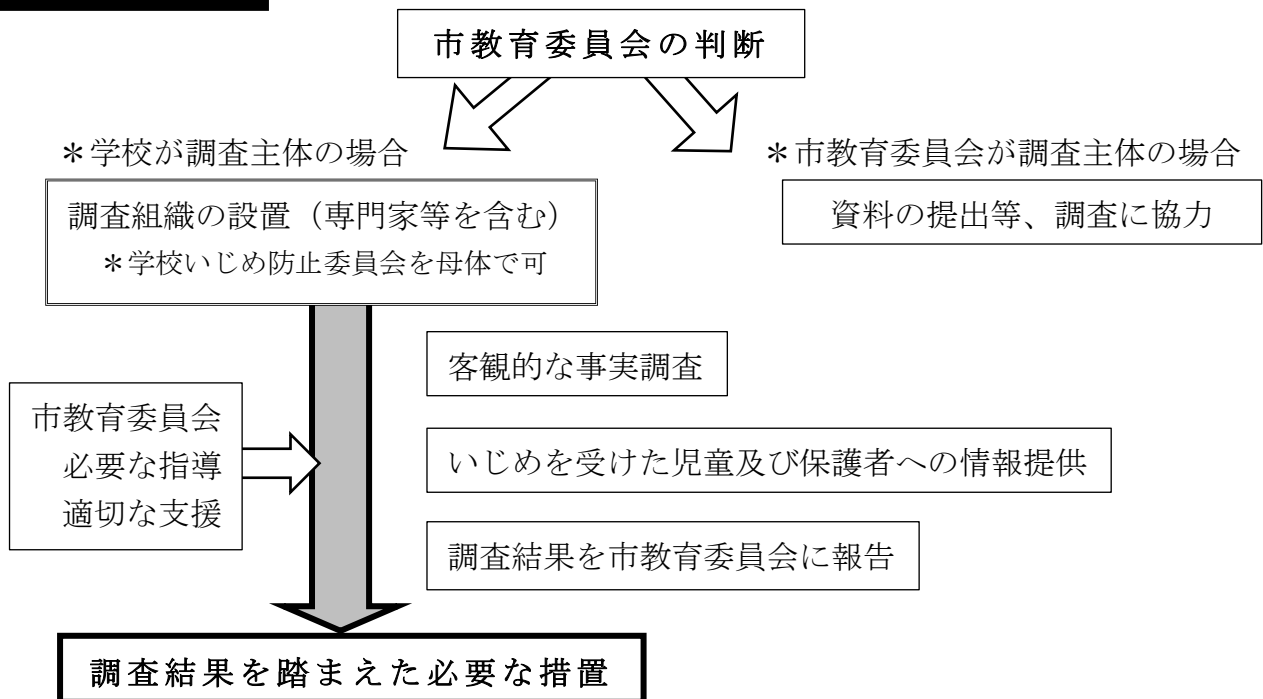 市教育委員会の判断
＊学校が調査主体の場合
＊市教育委員会が調査主体の場合
調査組織の設置（専門家等を含む）
＊学校いじめ防止委員会を母体で可
資料の提出等、調査に協力
客観的な事実調査
市教育委員会
必要な指導
適切な支援
いじめを受けた児童及び保護者への情報提供
調査結果を市教育委員会に報告
調査結果を踏まえた必要な措置